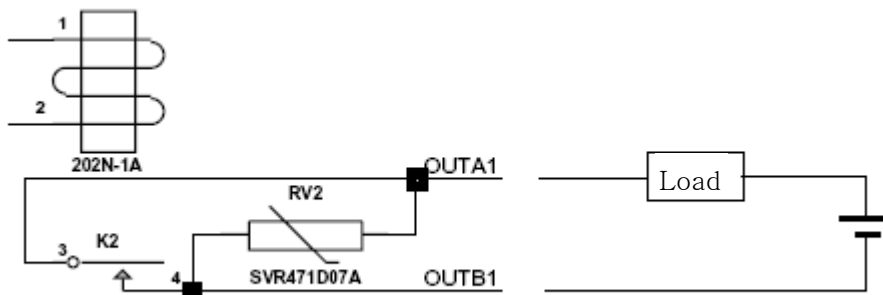 1
2
202N-1A
OUTA1
RV2
Load
K2
3
4
SVR471D07A
OUTB1